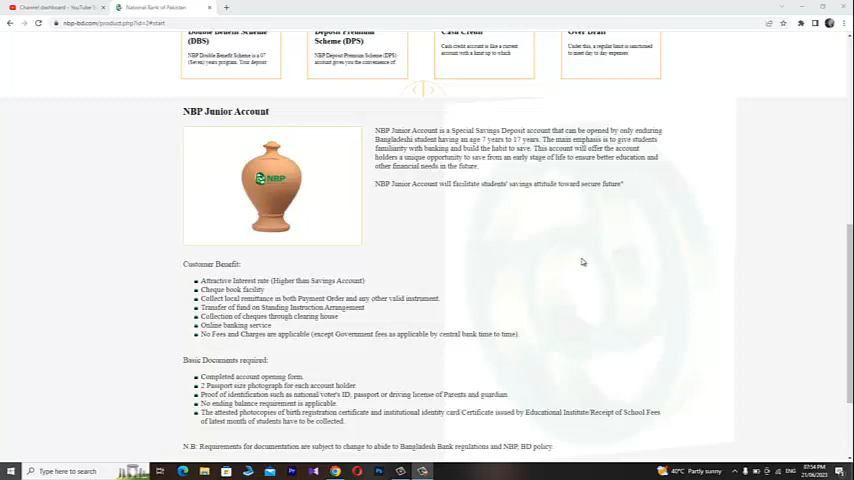 Channel dashboard - YouTube S
National Bank of Pakistan
nbp-bd.com/product.php?id=2#start
Double Benefit Scheme
(DBS)
NBP Double Benefit Scheme is a 07
(Seven) years program. Your deposit
Deposit Premium
Scheme (DPS)
NBP Deposit Premium Scheme (DPS)
account gives you the convenience of
Cash Credit
Cash credit account is like a current
account with a limit up to which
Over Draft
Under this, a regular limit is sanctioned
to meet day to day expenses
NBP Junior Account
NBP
NBP Junior Account is a Special Savings Deposit account that can be opened by only enduring
Bangladeshi student having an age 7 years to 17 years. The main emphasis is to give students
familiarity with banking and build the habit to save. This account will offer the account
holders a unique opportunity to save from an early stage of life to ensure better education and
other financial needs in the future.
NBP Junior Account will facilitate students' savings attitude toward secure future"
Customer Benefit:
Attractive Interest rate (Higher than Savings Account)
Cheque book facility
Collect local remittance in both Payment Order and any other valid instrument.
Transfer of fund on Standing Instruction Arrangement
Collection of cheques through clearing house
Online banking service
No Fees and Charges are applicable (except Government fees as applicable by central bank time to time).
Basic Documents required:
Completed account opening form.
2 Passport size photograph for each account holder
Proof of identification such as national voter's ID, passport or driving license of Parents and guardian
No ending balance requirement is applicable.
The attested photocopies of birth registration certificate and institutional identity card/Certificate issued by Educational Institute/Receipt of School Fees
of latest month of students have to be collected.
N.B: Requirements for documentation are subject to change to abide to Bangladesh Bank regulations and NBP, BD policy.
Type here to search
40°C Partly sunny
ENG
07:54 PM
21/06/2023